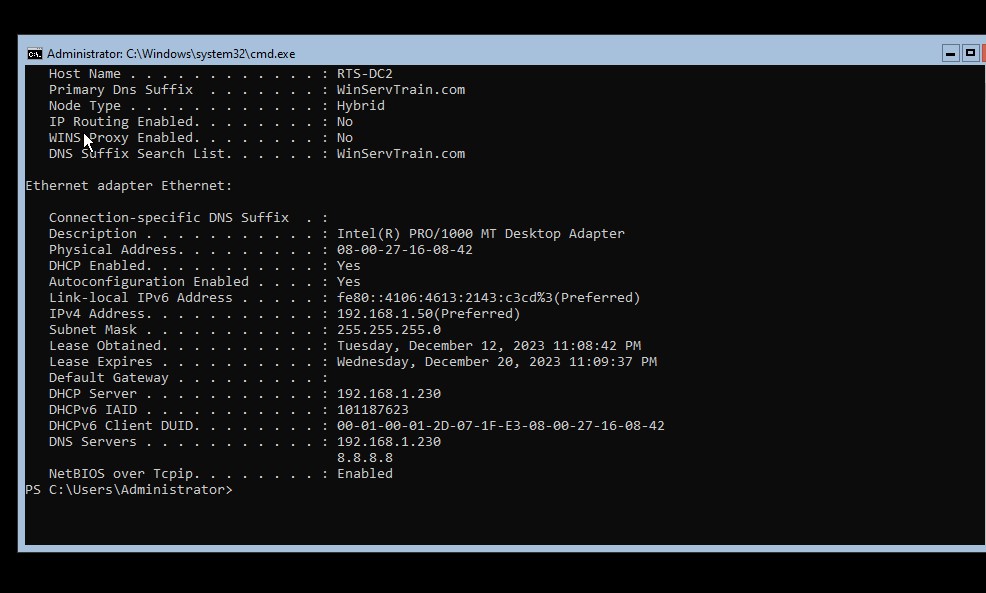 Administrator: C:\Windows\system32\cmd.exe
Host Name . . . . . . . . . . . . : RTS-DC2
Primary Dns Suffix  . . . . . . . : WinServTrain.com
Node Type . . . . . . . . . . . . : Hybrid
IP Routing Enabled. . . . . . . . : No
WINS Proxy Enabled. . . . . . . . : No
DNS Suffix Search List. . . . . . : WinServTrain.com
Ethernet adapter Ethernet:
Connection-specific DNS Suffix  . :
Description . . . . . . . . . . . : Intel(R) PRO/1000 MT Desktop Adapter
Physical Address. . . . . . . . . : 08-00-27-16-08-42
DHCP Enabled. . . . . . . . . . . : Yes
Autoconfiguration Enabled . . . . : Yes
Link-local IPv6 Address . . . . . : fe80::4106:4613:2143:c3cd%3(Preferred)
IPv4 Address. . . . . . . . . . . : 192.168.1.50(Preferred)
Subnet Mask . . . . . . . . . . . : 255.255.255.0
Lease Obtained. . . . . . . . . . : Tuesday, December 12, 2023 11:08:42 PM
Lease Expires . . . . . . . . . . : Wednesday, December 20, 2023 11:09:37 PM
Default Gateway . . . . . . . . . :
DHCP Server . . . . . . . . . . . : 192.168.1.230
DHCPv6 IAID . . . . . . . . . . . : 101187623
DHCPv6 Client DUID. . . . . . . . : 00-01-00-01-2D-07-1F-E3-08-00-27-16-08-42
DNS Servers . . . . . . . . . . . : 192.168.1.230
8.8.8.8
NetBIOS over Tcpip. . . . . . . . : Enabled
PS C:\Users\Administrator>